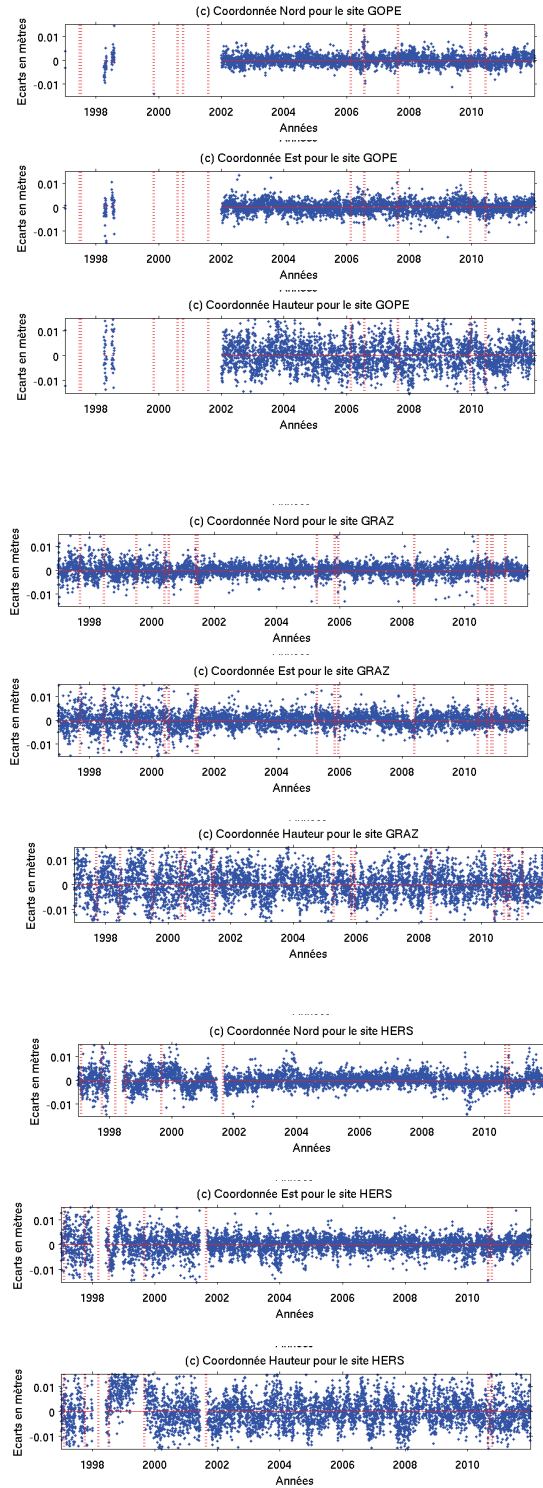 (c) Coordonnée Nord pour le site GOPE
Ecarts en mètres
0.01
0
-0.01
1998 2000 2002 2004 2006 2008 2010
Années
(c) Coordonnée Est pour le site GOPE
Ecarts en mètres
0.01
0
-0.01
1998 2000 2002 2004 2006 2008 2010
Années
(c) Coordonnée Hauteur pour le site GOPE
Ecarts en mètres
0.01
0
-0.01
1998 2000 2002 2004 2006 2008 2010
Années
(c) Coordonnée Nord pour le site GRAZ
Ecarts en mètres
0.01
0
-0.01
1998 2000 2002 2004 2006 2008 2010
Années
(c) Coordonnée Est pour le site GRAZ
Ecarts en mètres
0.01
0
-0.01
1998 2000 2002 2004 2006 2008 2010
Années
(c) Coordonnée Hauteur pour le site GRAZ
Ecarts en mètres
0.01
0
-0.01
1998 2000 2002 2004 2006 2008 2010
Années
(c) Coordonnée Nord pour le site HERS
Ecarts en mètres
0.01
0
-0.01
1998 2000 2002 2004 2006 2008 2010
Années
(c) Coordonnée Est pour le site HERS
Ecarts en mètres
0.01
0
-0.01
1998 2000 2002 2004 2006 2008 2010
Années
(c) Coordonnée Hauteur pour le site HERS
Ecarts en mètres
0.01
0
-0.01
1998 2000 2002 2004 2006 2008 2010
Années